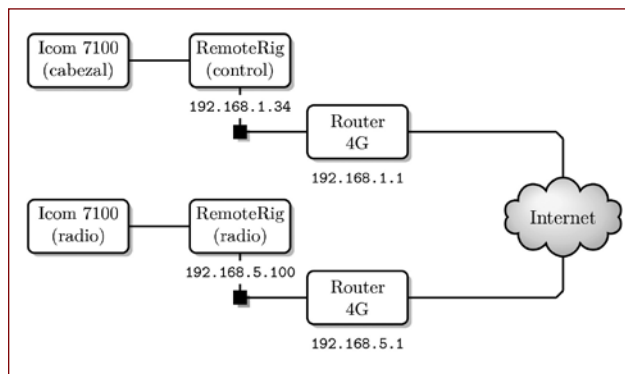 Icom 7100
(cabezal)
RemoteRig
(control)
192.168.1.34
Router
4G
192.168.1.1
Internet
Icom 7100
(radio)
RemoteRig
(radio)
192.168.5.100
Router
4G
192.168.5.1